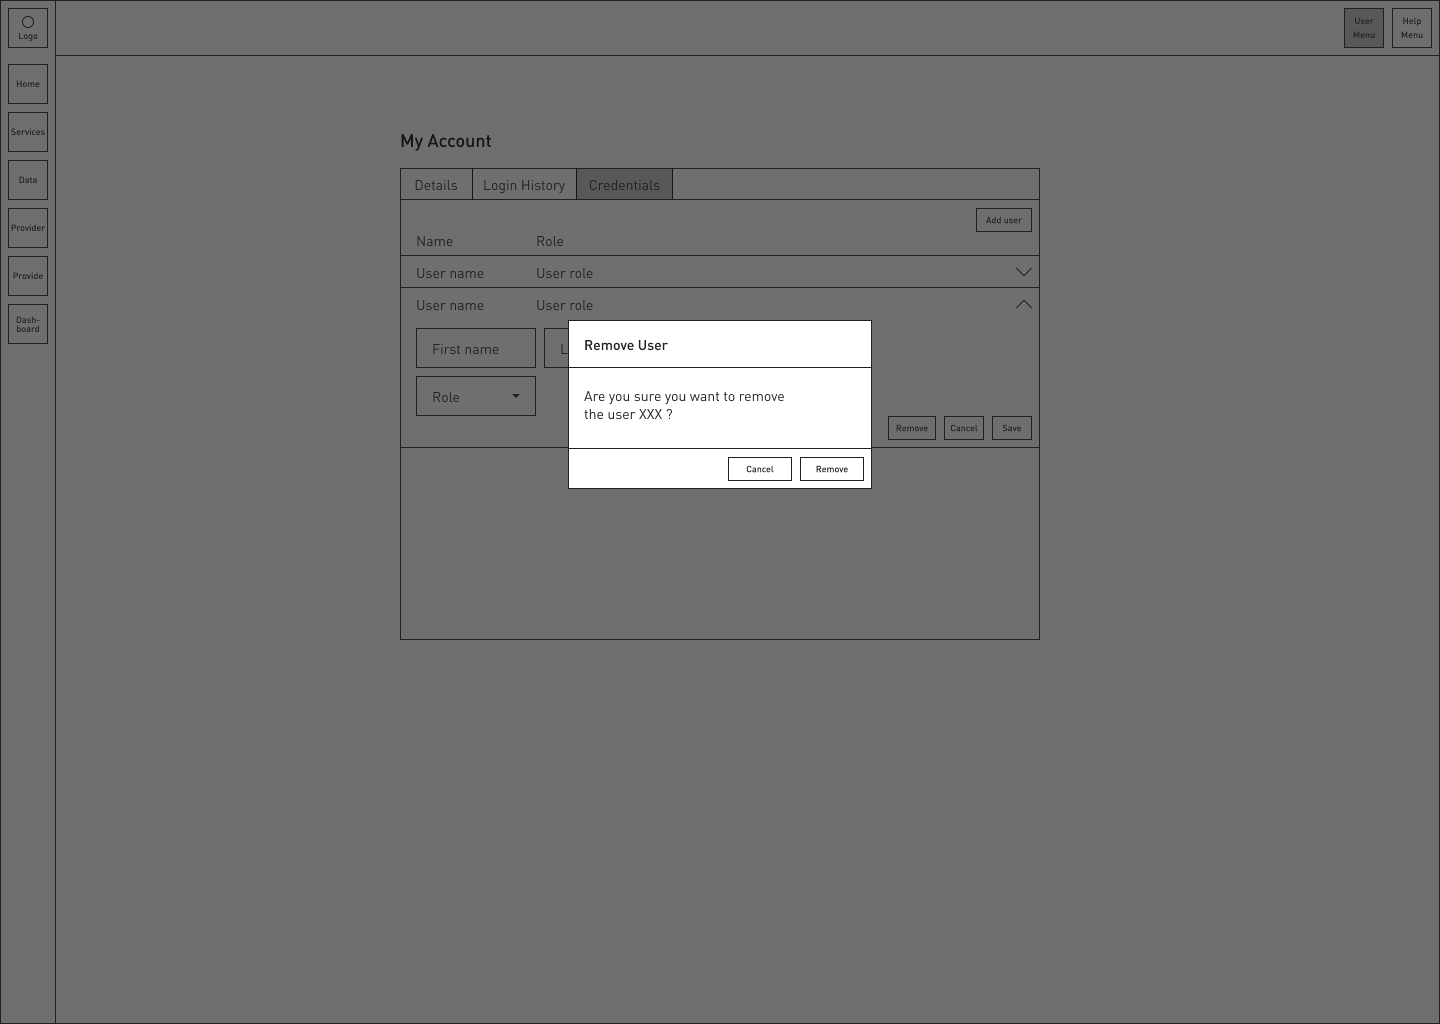 Logo
User
Menu
Help
Menu
Home
Services
Data
Provider
Provide
Dash-
board
My Account
Details
Login History
Credentials
Add user
Name
Role
User name
User role
User name
User role
First name
L
Role
Remove
Cancel
Save
Remove User
Are you sure you want to remove
the user XXX ?
Cancel
Remove